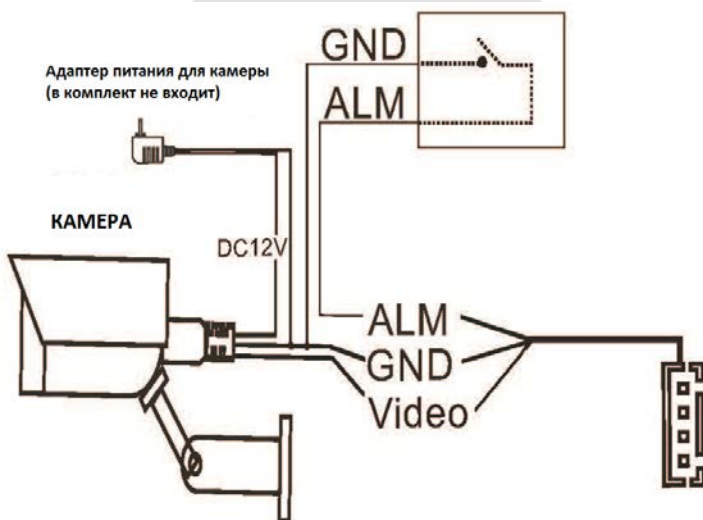 GND
Адаптер питания для камеры
(в комплект не входит)
ALM
КАМЕРА
DC12V
ALM
GND
Video